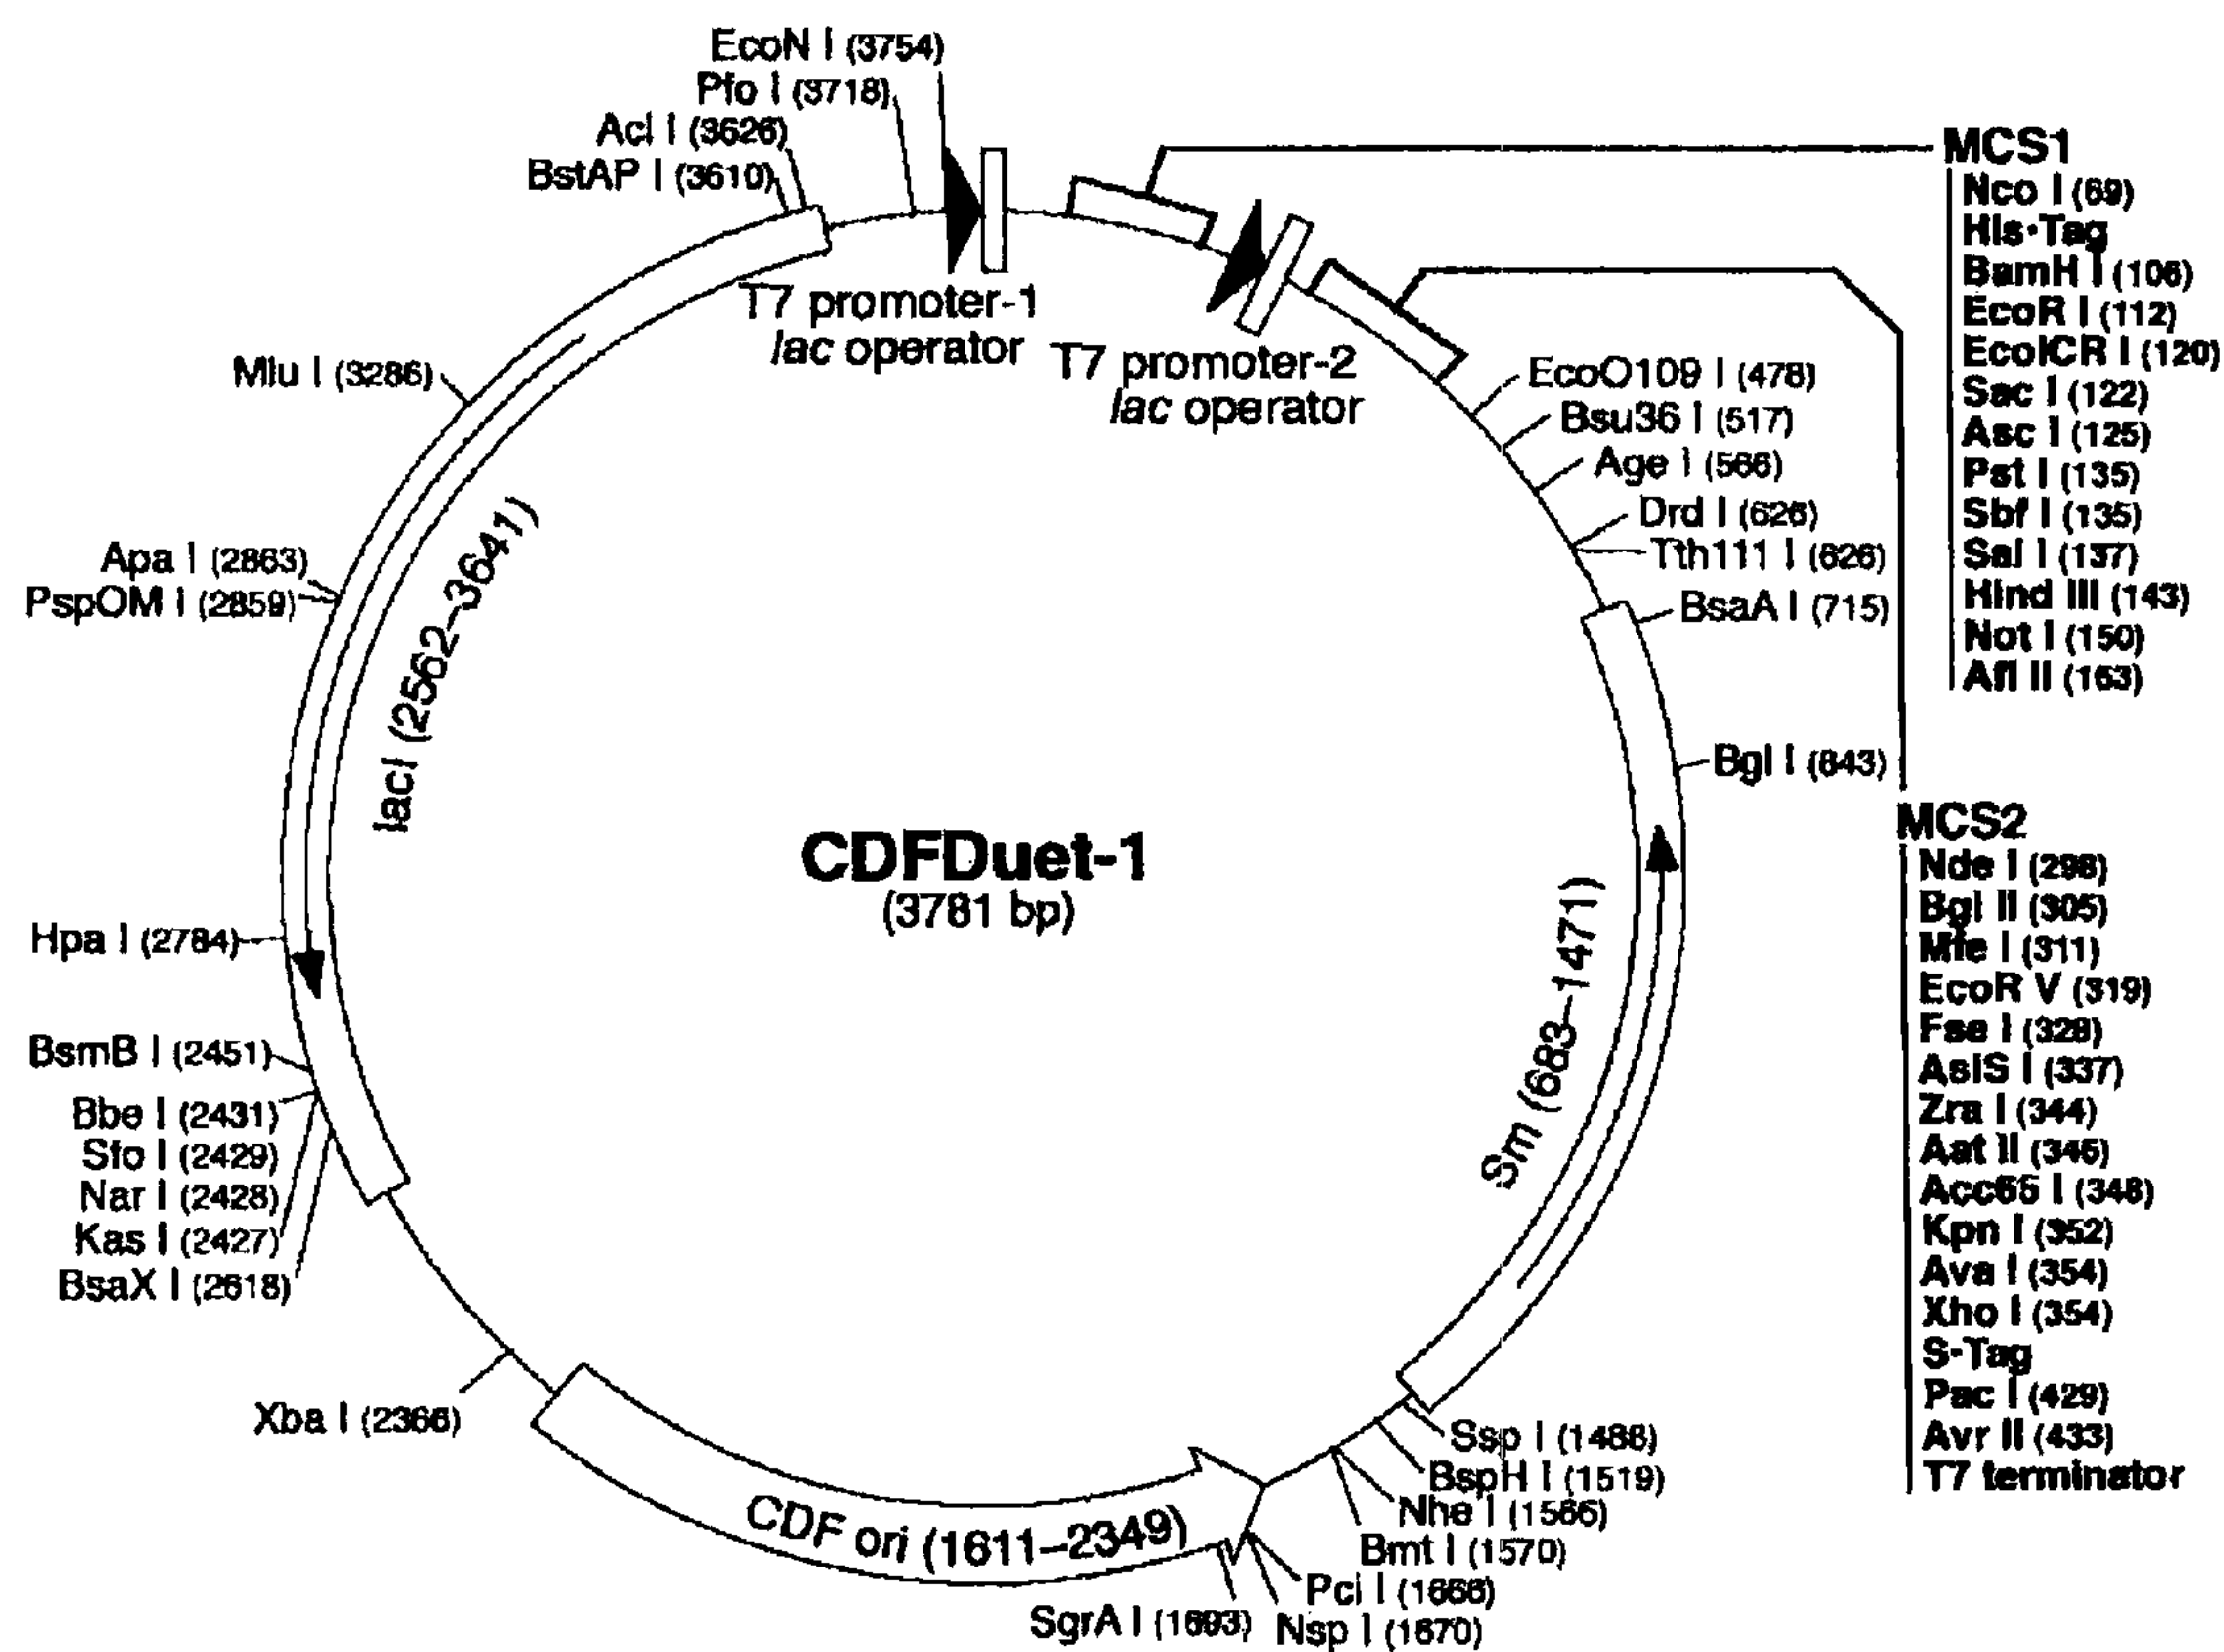 EcoN I (3754)
Pfo I (3718)
Acl I (3626)
BstAP I (3610)
Mlu I (3286)
Apa I (2863)
PspOM I (2859)
Hpa I (2784)
BsmB I (2451)
Bbe I (2431)
Sfo I (2429)
Nar I (2428)
Kas I (2427)
BsaX I (2618)
Xba I (2366)
lacI (2562–3641)
T7 promoter-1
lac operator
T7 promoter-2
lac operator
CDFDuet-1
(3781 bp)
EcoO109 I (478)
Bsu36 I (517)
Age I (566)
Drd I (626)
Tth111 I (626)
BsaA I (715)
Bgl I (843)
Sm (683–1471)
Ssp I (1486)
BspH I (1519)
Nhe I (1566)
Bmt I (1570)
Pci I (1666)
Nsp I (1670)
SgrA I (1693)
CDF ori (1611–2349)
MCS1
Nco I (69)
His•Tag
BamH I (106)
EcoR I (112)
EcoICR I (120)
Sac I (122)
Asc I (125)
Pst I (135)
Sbf I (135)
Sal I (137)
Hind III (143)
Not I (150)
Afl II (163)
MCS2
Nde I (298)
Bgl II (305)
Mfe I (311)
EcoR V (319)
Fse I (328)
AsiS I (337)
Zra I (344)
Aat II (346)
Acc65 I (348)
Kpn I (352)
Ava I (354)
Xho I (354)
S•Tag
Pac I (429)
Avr II (433)
T7 terminator